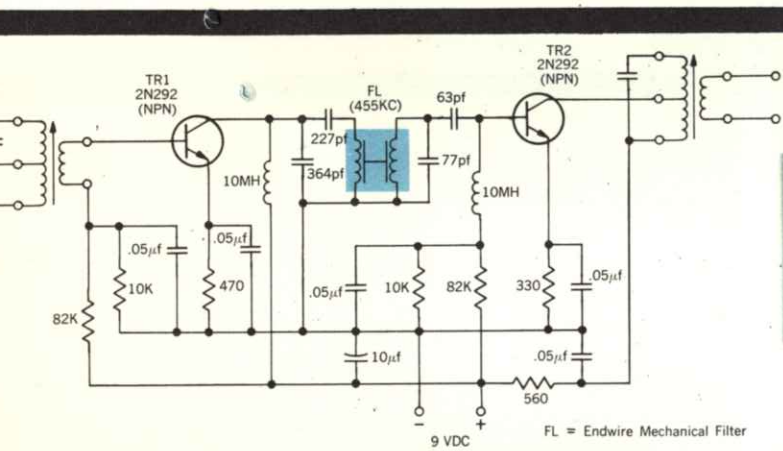 TR1
2N292
(NPN)
TR2
2N292
(NPN)
FL
(455KC)
63pf
227pf
364pf
77pf
10MH
10MH
.05µf
.05µf
10K
470
82K
.05µf
10K
82K
330
.05µf
10µf
.05µf
560
-
+
9 VDC
FL = Endwire Mechanical Filter